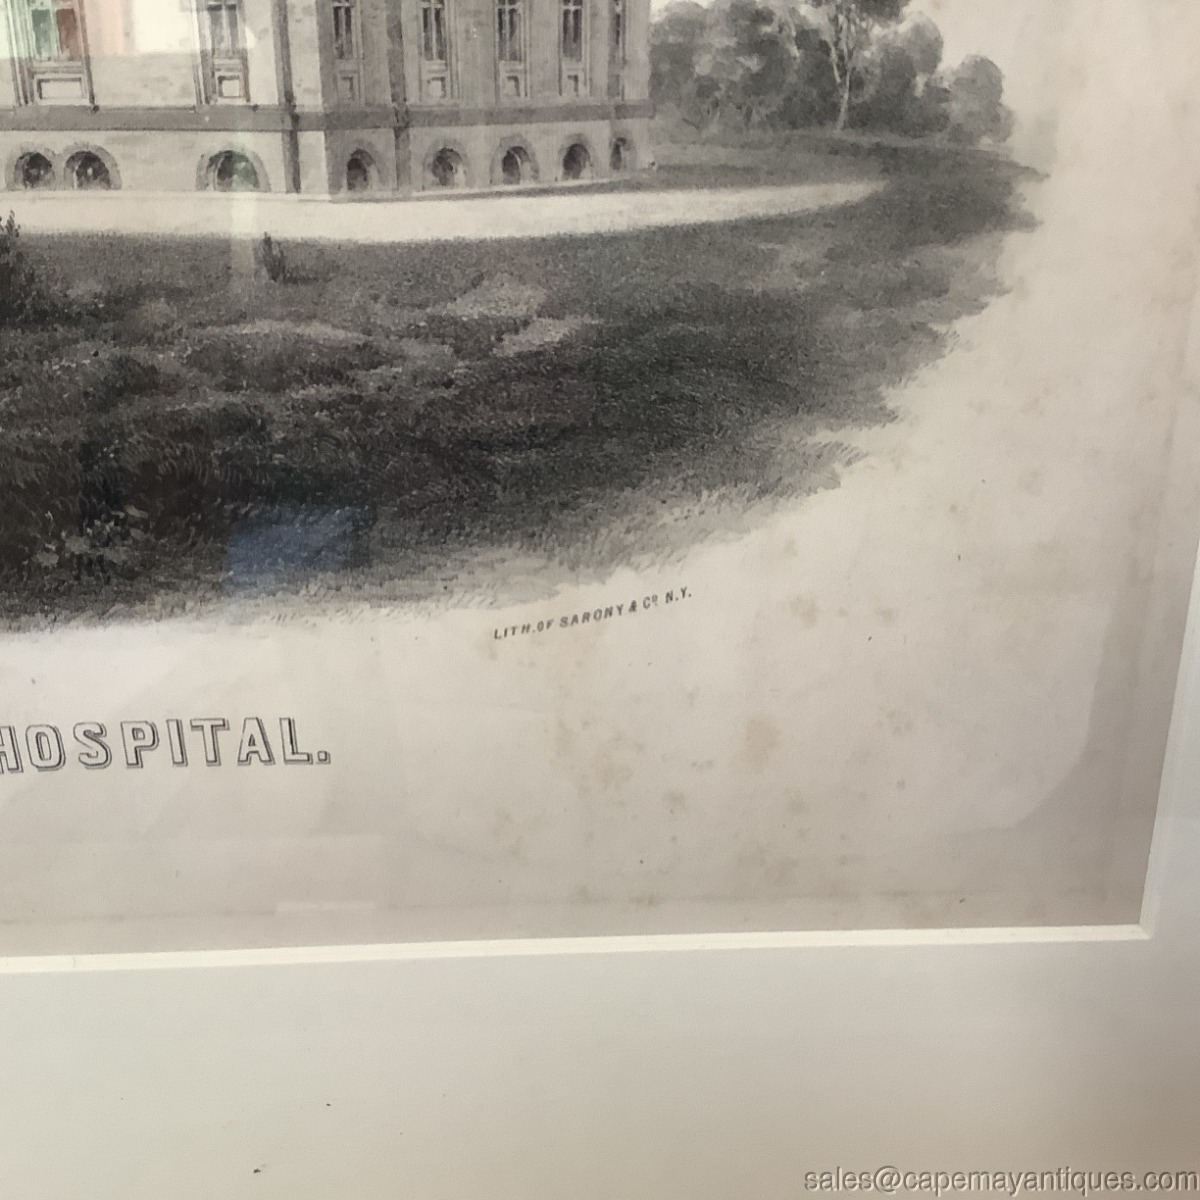 LITH. OF SARONY & Cº N.Y.
HOSPITAL.
sales@capemayantiques.com